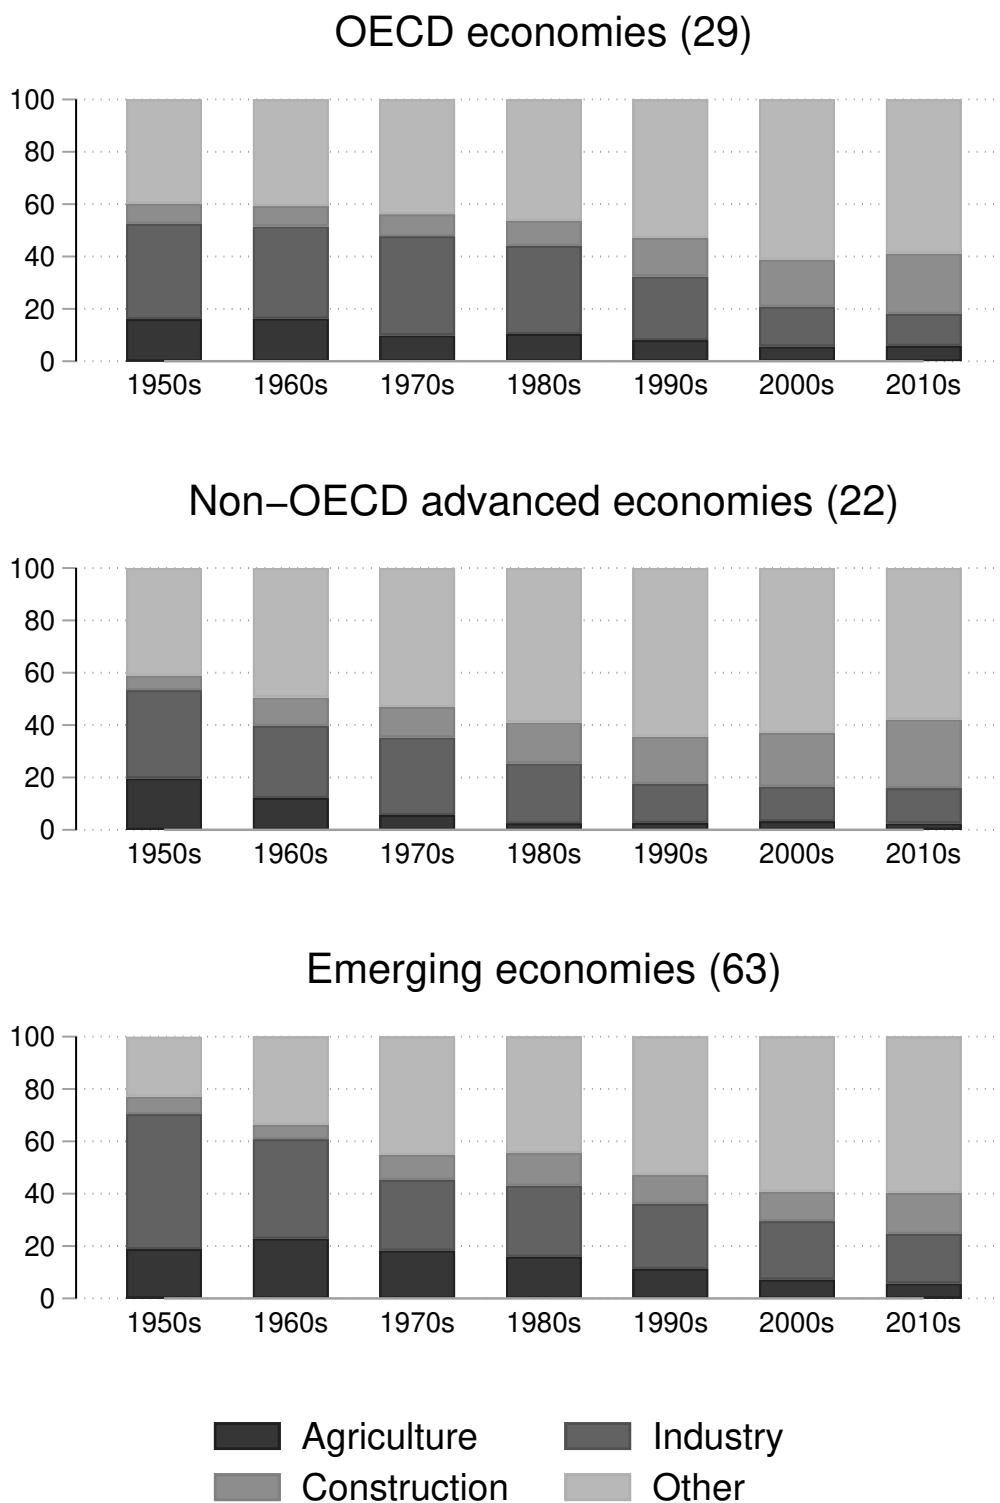 OECD economies (29)
100
80
60
40
20
0
1950s 1960s 1970s 1980s 1990s 2000s 2010s
Non−OECD advanced economies (22)
100
80
60
40
20
0
1950s 1960s 1970s 1980s 1990s 2000s 2010s
Emerging economies (63)
100
80
60
40
20
0
1950s 1960s 1970s 1980s 1990s 2000s 2010s
Agriculture Industry
Construction Other